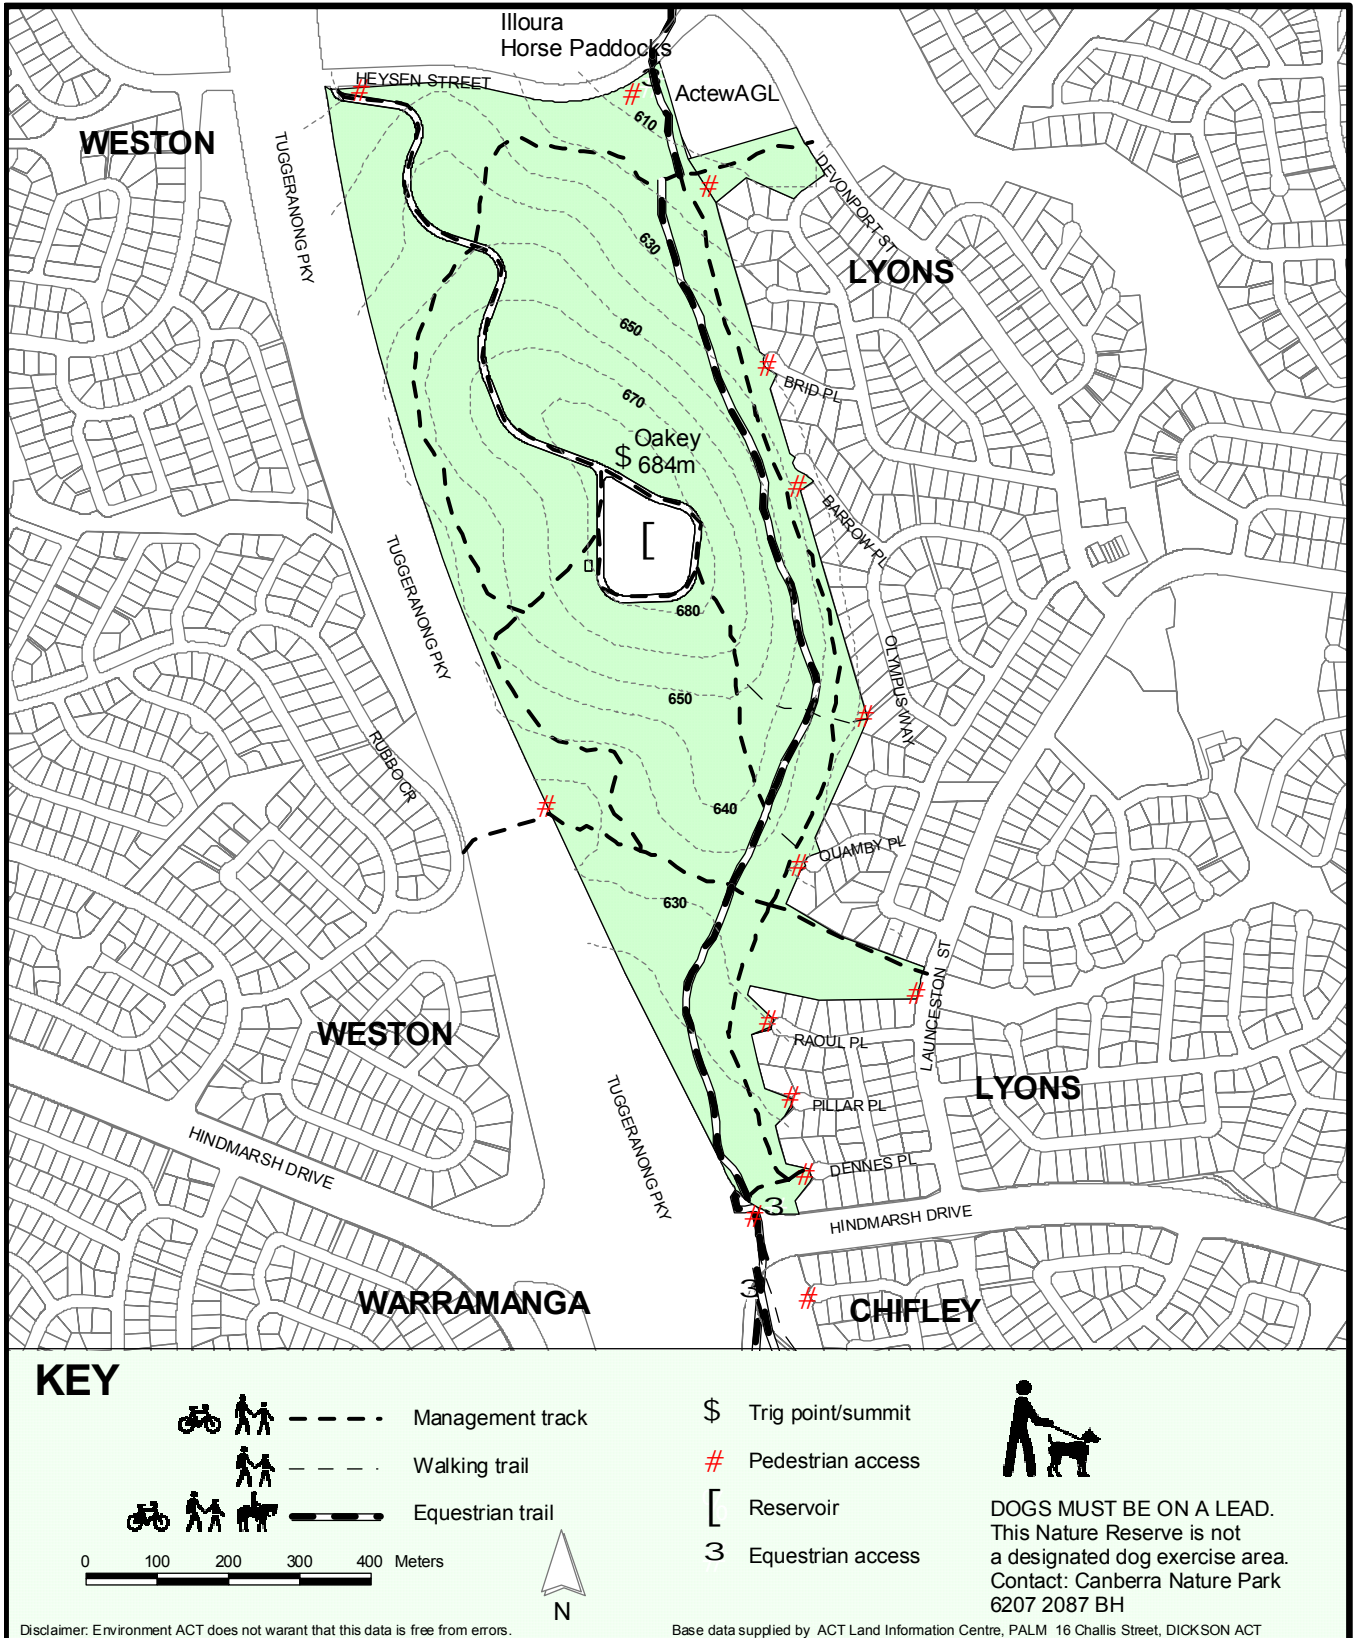 Illoura
Horse Paddocks
HEYSEN STREET
ActewAGL
610
WESTON
TUGGERANONG PKY
DEVONPORT ST
LYONS
630
650
BRID PL
670
Oakey
$ 684m
BARROW PL
[
TUGGERANONG PKY
680
OLYMPUS WAY
650
RUBBO CR
640
QUAMBY PL
630
LAUNCESTON ST
WESTON
RAOUL PL
LYONS
PILLAR PL
TUGGERANONG PKY
HINDMARSH DRIVE
DENNES PL
3
HINDMARSH DRIVE
3
WARRAMANGA
CHIFLEY
KEY
Management track
Walking trail
Equestrian trail
0 100 200 300 400 Meters
N
$ Trig point/summit
# Pedestrian access
[ Reservoir
3 Equestrian access
DOGS MUST BE ON A LEAD.
This Nature Reserve is not
a designated dog exercise area.
Contact: Canberra Nature Park
6207 2087 BH
Disclaimer: Environment ACT does not warant that this data is free from errors.
Base data supplied by ACT Land Information Centre, PALM 16 Challis Street, DICKSON ACT